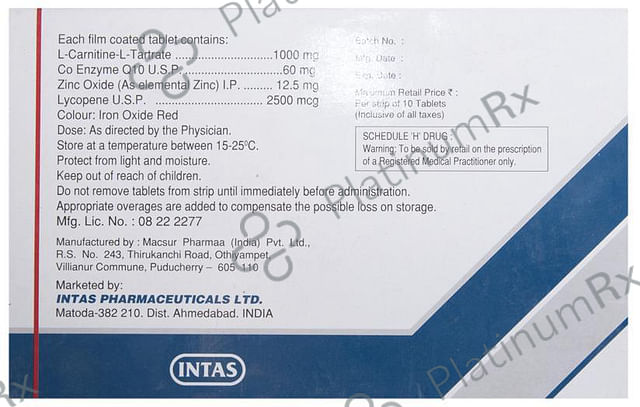 Each film coated tablet contains:
L-Carnitine-L-Tartrate ............................ 1000 mg
Co Enzyme Q10 U.S.P. ............................ 60 mg
Zinc Oxide (As elemental Zinc) I.P. ......... 12.5 mg
Lycopene U.S.P. ............................ 2500 mcg
Colour: Iron Oxide Red
Dose: As directed by the Physician.
Store at a temperature between 15-25°C.
Protect from light and moisture.
Keep out of reach of children.
Do not remove tablets from strip until immediately before administration.
Appropriate overages are added to compensate the possible loss on storage.
Mfg. Lic. No. : 08 22 2277
Manufactured by : Macsur Pharmaa (India) Pvt. Ltd.,
R.S. No. 243, Thirukanchi Road, Othiyampet,
Villianur Commune, Puducherry – 605 110
Marketed by:
INTAS PHARMACEUTICALS LTD.
Matoda-382 210. Dist. Ahmedabad. INDIA
INTAS
Batch No. :
Mfg. Date :
Exp. Date :
Maximum Retail Price ₹ :
Per strip of 10 Tablets
(Inclusive of all taxes)
SCHEDULE 'H' DRUG :
Warning: To be sold by retail on the prescription
of a Registered Medical Practitioner only.
PlatinumRx
PlatinumRx
PlatinumRx
PlatinumRx
Rx